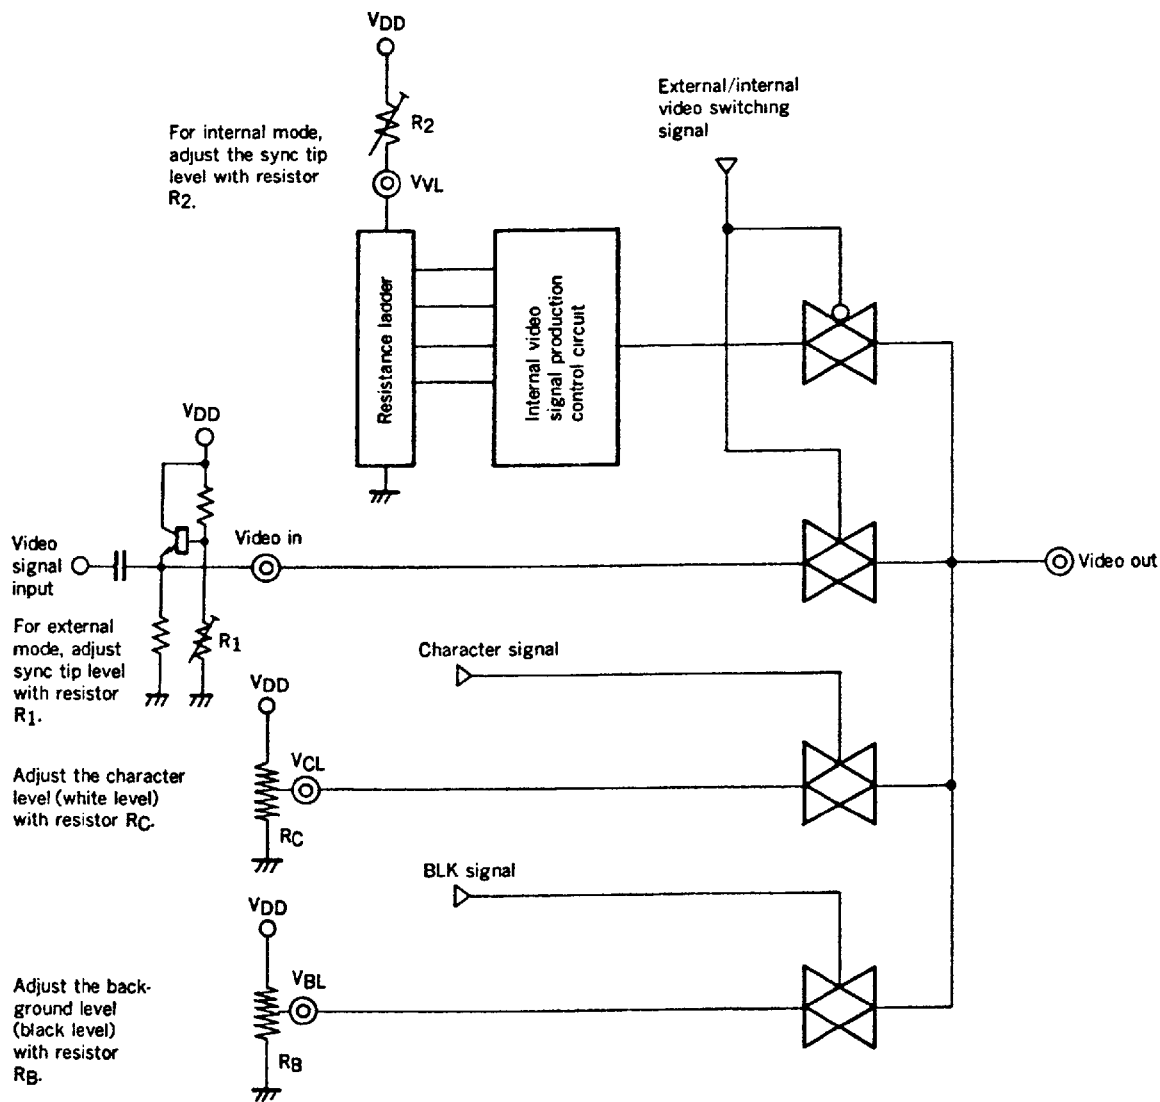 VDD
R2
For internal mode,
adjust the sync tip
level with resistor
R2.
VVL
External/internal
video switching
signal
Resistance ladder
Internal video
signal production
control circuit
VDD
Video
signal
input
Video in
Video out
For external
mode, adjust
sync tip level
with resistor
R1.
R1
Character signal
VDD
VCL
Adjust the character
level (white level)
with resistor RC.
RC
BLK signal
VDD
VBL
Adjust the back-
ground level
(black level)
with resistor
RB.
RB